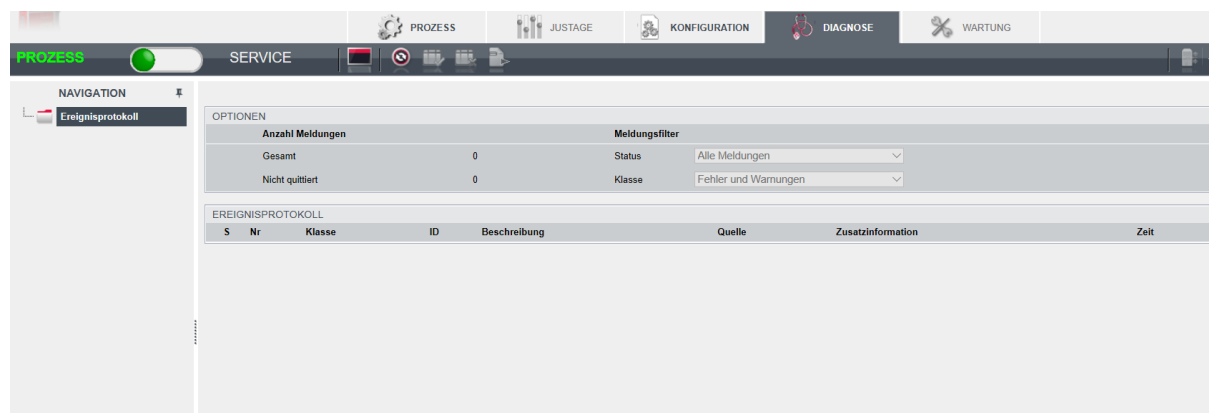 PROZESS JUSTAGE KONFIGURATION DIAGNOSE WARTUNG
PROZESS SERVICE
NAVIGATION
Ereignisprotokoll
OPTIONEN
Anzahl Meldungen Meldungsfilter
Gesamt 0 Status Alle Meldungen
Nicht quittiert 0 Klasse Fehler und Warnungen
EREIGNISPROTOKOLL
S Nr Klasse ID Beschreibung Quelle Zusatzinformation Zeit